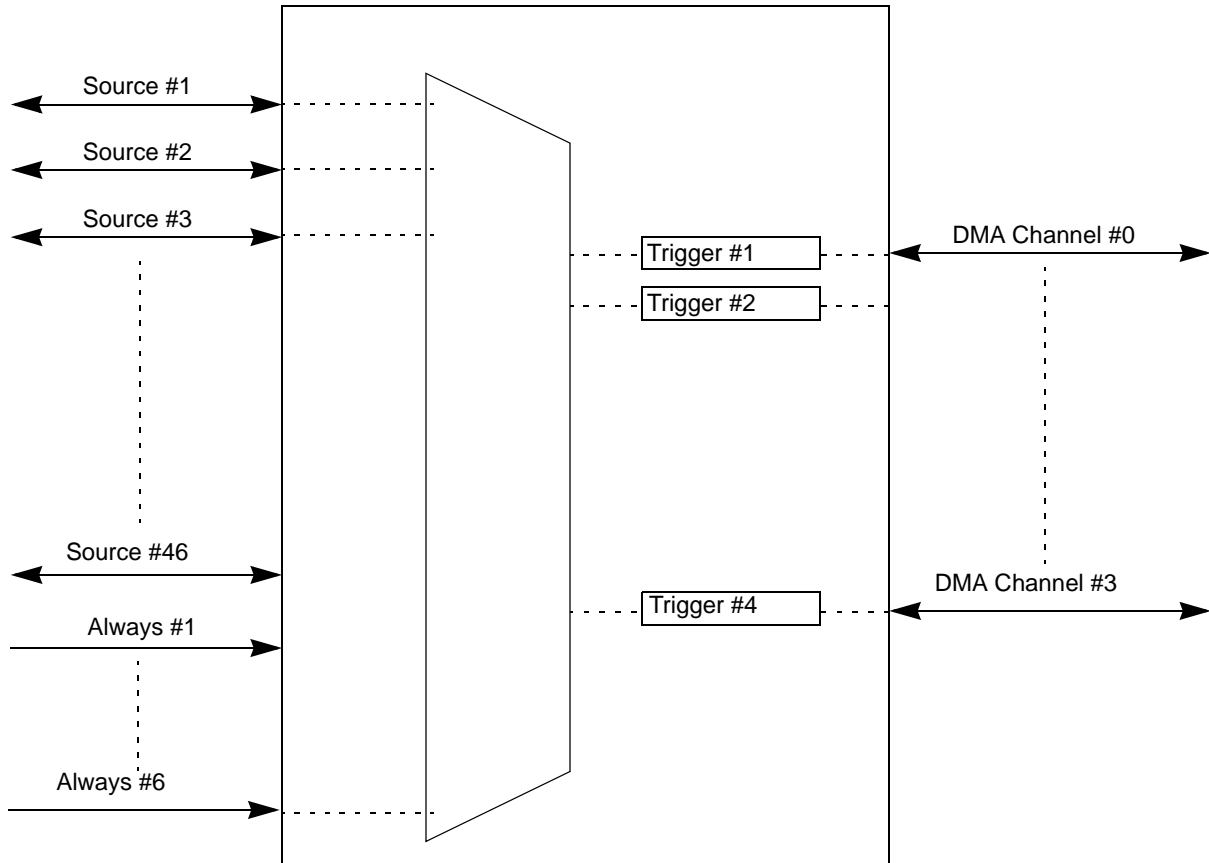 Source #1
Source #2
Source #3
Source #46
Always #1
Always #6
Trigger #1
Trigger #2
Trigger #4
DMA Channel #0
DMA Channel #3